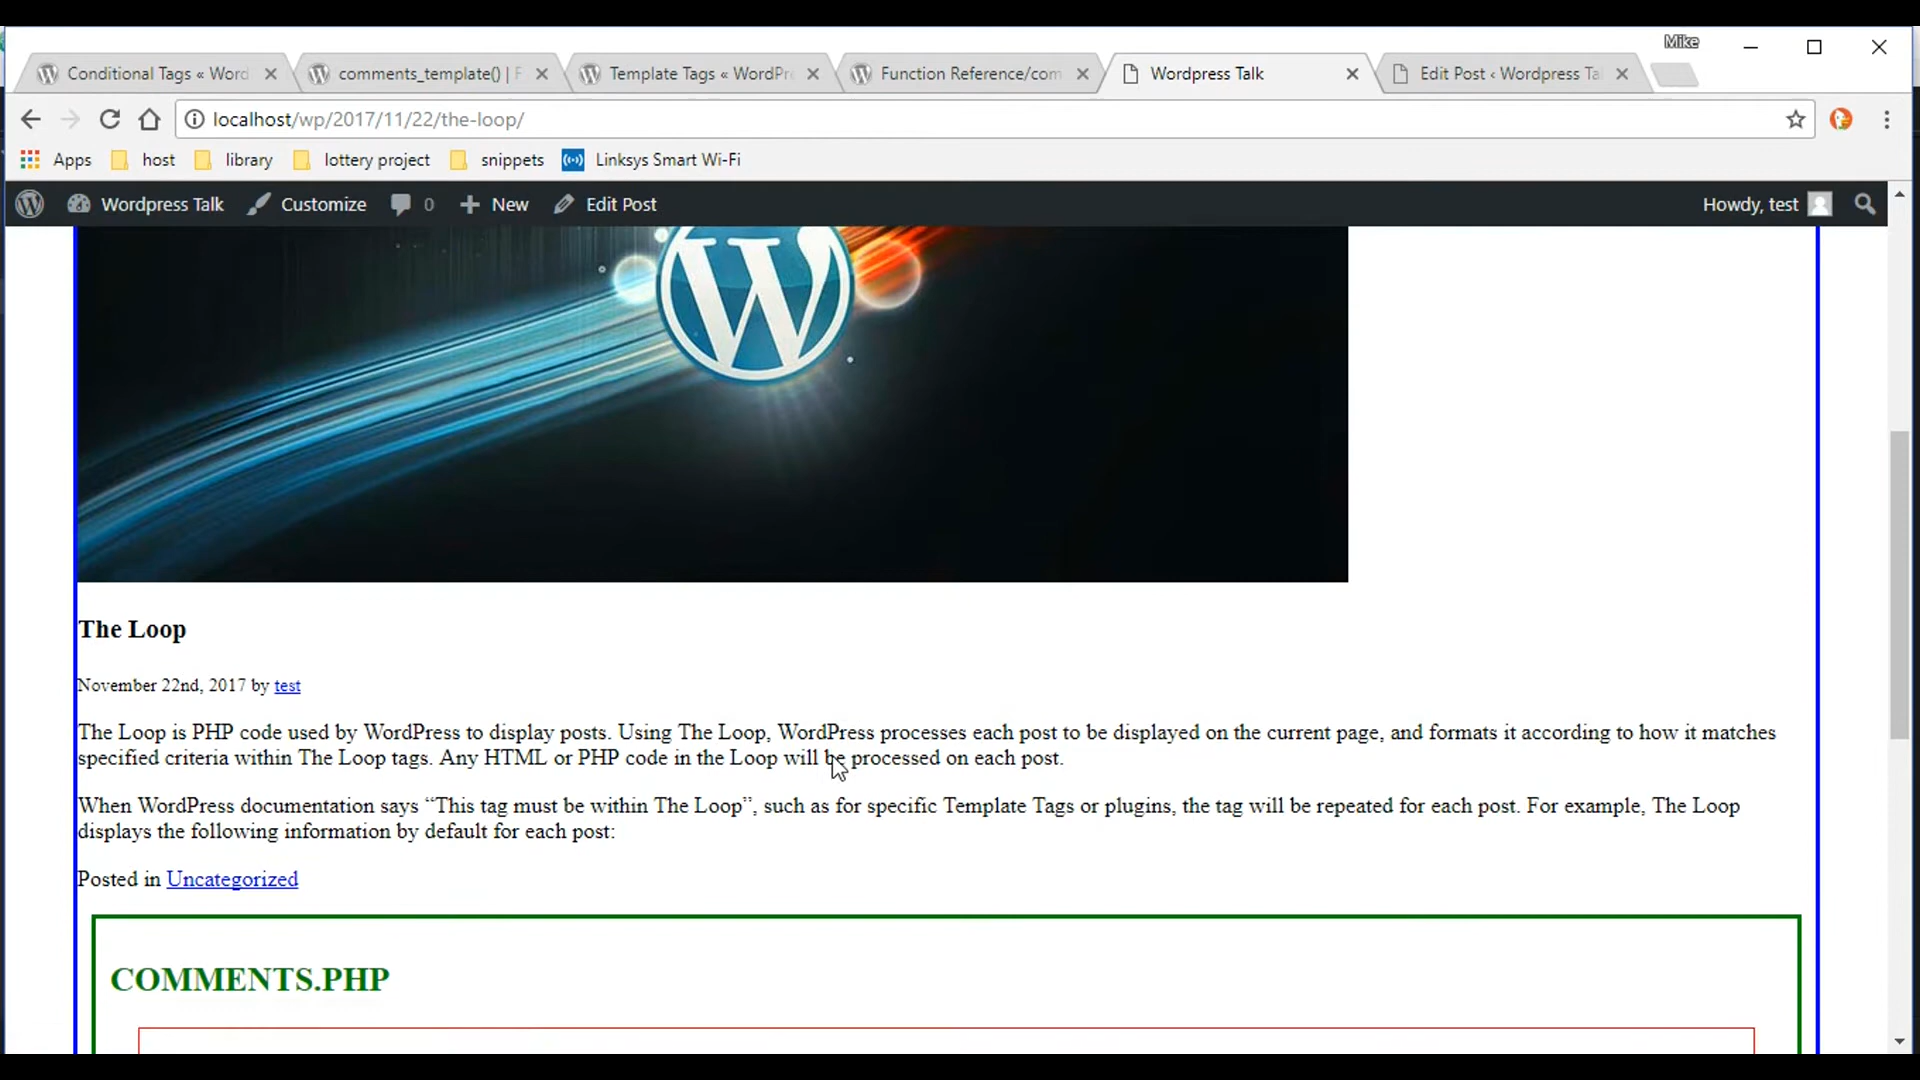 Mike
Conditional Tags « Word
comments_template() | F
Template Tags « WordPre
Function Reference/com
Wordpress Talk
Edit Post ‹ Wordpress Tal
localhost/wp/2017/11/22/the-loop/
Apps host library lottery project snippets Linksys Smart Wi-Fi
Wordpress Talk Customize 0 New Edit Post Howdy, test
The Loop
November 22nd, 2017 by test
The Loop is PHP code used by WordPress to display posts. Using The Loop, WordPress processes each post to be displayed on the current page, and formats it according to how it matches
specified criteria within The Loop tags. Any HTML or PHP code in the Loop will be processed on each post.
When WordPress documentation says “This tag must be within The Loop”, such as for specific Template Tags or plugins, the tag will be repeated for each post. For example, The Loop
displays the following information by default for each post:
Posted in Uncategorized
COMMENTS.PHP